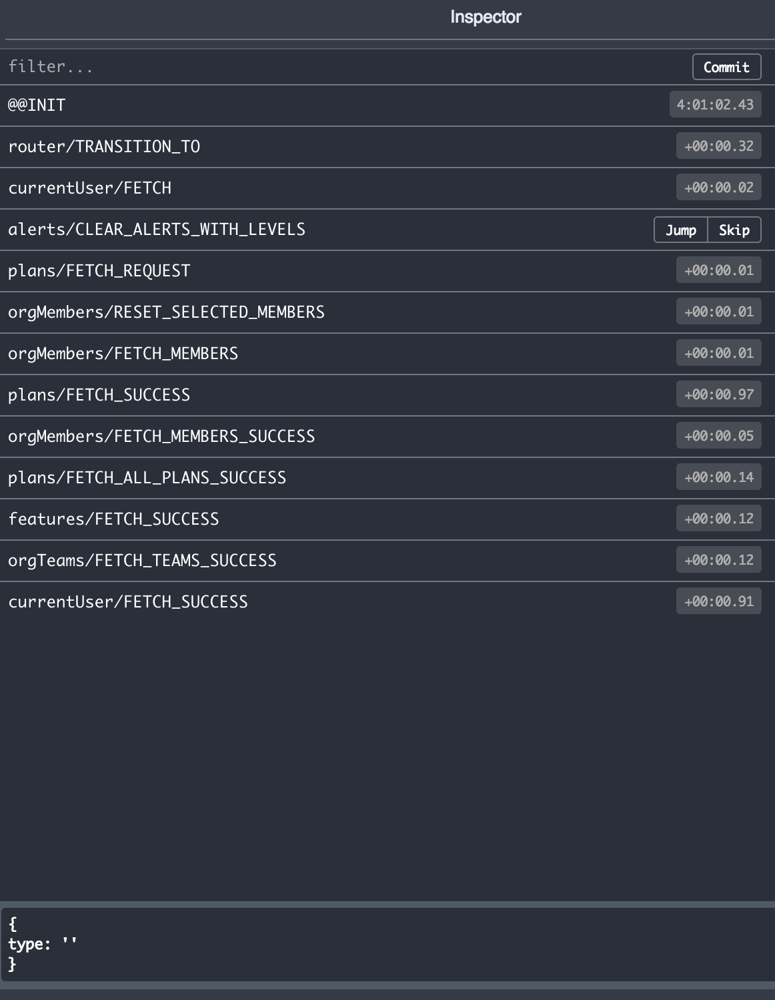 Inspector
filter... Commit
@@INIT 4:01:02.43
router/TRANSITION_TO +00:00.32
currentUser/FETCH +00:00.02
alerts/CLEAR_ALERTS_WITH_LEVELS Jump Skip
plans/FETCH_REQUEST +00:00.01
orgMembers/RESET_SELECTED_MEMBERS +00:00.01
orgMembers/FETCH_MEMBERS +00:00.01
plans/FETCH_SUCCESS +00:00.97
orgMembers/FETCH_MEMBERS_SUCCESS +00:00.05
plans/FETCH_ALL_PLANS_SUCCESS +00:00.14
features/FETCH_SUCCESS +00:00.12
orgTeams/FETCH_TEAMS_SUCCESS +00:00.12
currentUser/FETCH_SUCCESS +00:00.91
{
type: ''
}